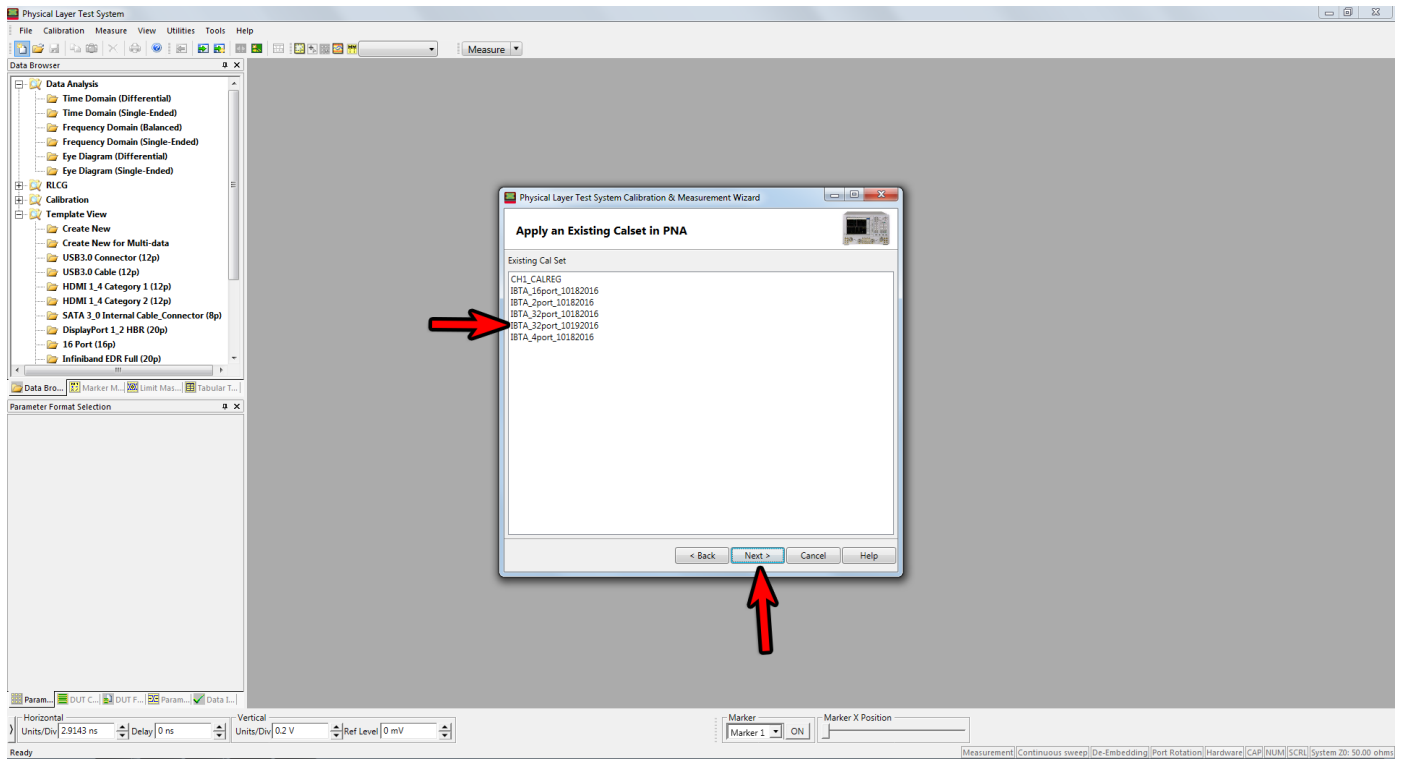 Physical Layer Test System
File Calibration Measure View Utilities Tools Help
Measure
Data Browser
Data Analysis
Time Domain (Differential)
Time Domain (Single-Ended)
Frequency Domain (Balanced)
Frequency Domain (Single-Ended)
Eye Diagram (Differential)
Eye Diagram (Single-Ended)
RLCG
Calibration
Template View
Create New
Create New for Multi-data
USB3.0 Connector (12p)
USB3.0 Cable (12p)
HDMI 1_4 Category 1 (12p)
HDMI 1_4 Category 2 (12p)
SATA 3_0 Internal Cable_Connector (8p)
DisplayPort 1_2 HBR (20p)
16 Port (16p)
Infiniband EDR Full (20p)
Data Bro... Marker M... Limit Mas... Tabular T...
Parameter Format Selection
Physical Layer Test System Calibration & Measurement Wizard
Apply an Existing Calset in PNA
Existing Cal Set
CH1_CALREG
IBTA_16port_10182016
IBTA_2port_10182016
IBTA_32port_10182016
IBTA_32port_10192016
IBTA_4port_10182016
< Back Next > Cancel Help
Param... DUT C... DUT F... Param... Data I...
Horizontal
Units/Div 2.9143 ns Delay 0 ns
Vertical
Units/Div 0.2 V Ref Level 0 mV
Marker
Marker 1 ON
Marker X Position
Ready
Measurement Continuous sweep De-Embedding Port Rotation Hardware CAP NUM SCRL System Z0: 50.00 ohms